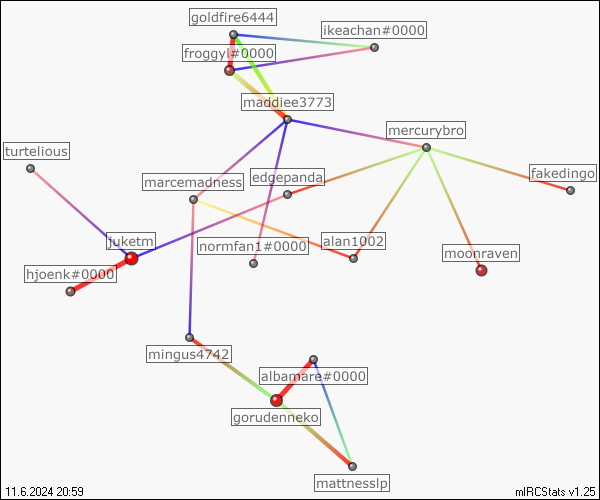 goldfire6444
ikeachan#0000
froggyl#0000
maddiee3773
mercurybro
turtelious
edgepanda
fakedingo
marcemadness
juketm
normfan1#0000
alan1002
moonraven
hjoenk#0000
mingus4742
albamare#0000
gorudenneko
mattnesslp
11.6.2024 20:59
mIRCStats v1.25